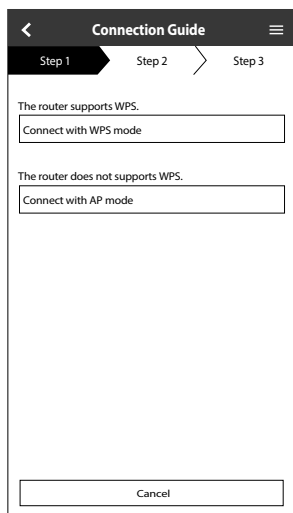 Connection Guide
Step 1 Step 2 Step 3
The router supports WPS.
Connect with WPS mode
The router does not supports WPS.
Connect with AP mode
Cancel